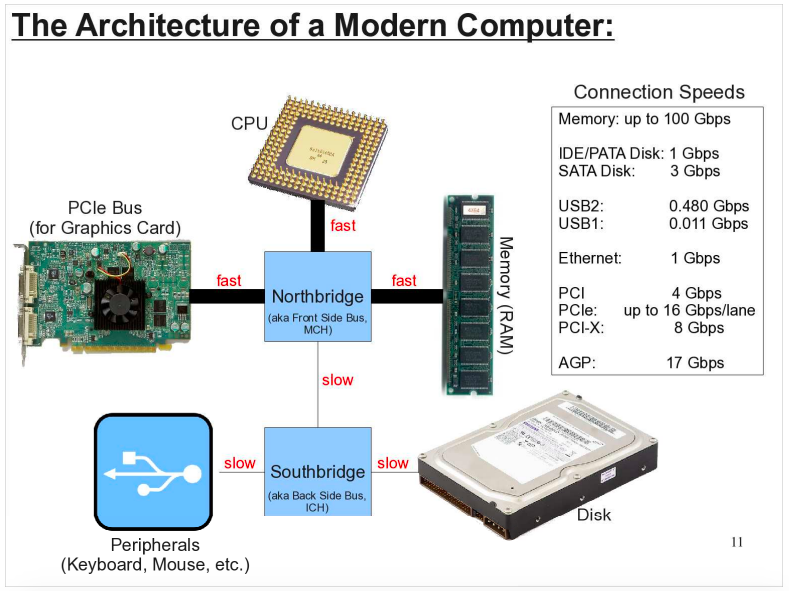 The Architecture of a Modern Computer:
Connection Speeds
Memory: up to 100 Gbps
IDE/PATA Disk: 1 Gbps
SATA Disk: 3 Gbps
USB2: 0.480 Gbps
USB1: 0.011 Gbps
Ethernet: 1 Gbps
PCI 4 Gbps
PCIe: up to 16 Gbps/lane
PCI-X: 8 Gbps
AGP: 17 Gbps
CPU
fast
PCIe Bus
(for Graphics Card)
fast
Northbridge
(aka Front Side Bus,
MCH)
fast
Memory (RAM)
slow
slow
Southbridge
(aka Back Side Bus,
ICH)
slow
Disk
Peripherals
(Keyboard, Mouse, etc.)
11